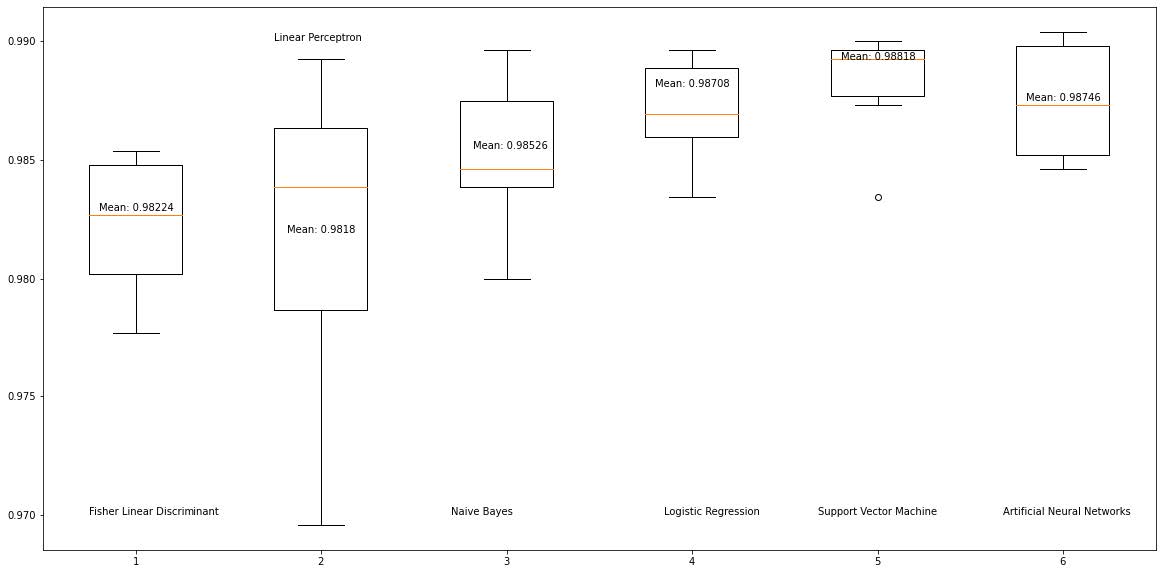 0.990
Linear Perceptron
Mean: 0.98818
Mean: 0.98708
Mean: 0.98746
Mean: 0.98526
0.985
Mean: 0.98224
Mean: 0.9818
0.980
0.975
0.970
Fisher Linear Discriminant
Naive Bayes
Logistic Regression
Support Vector Machine
Artificial Neural Networks
1
2
3
4
5
6